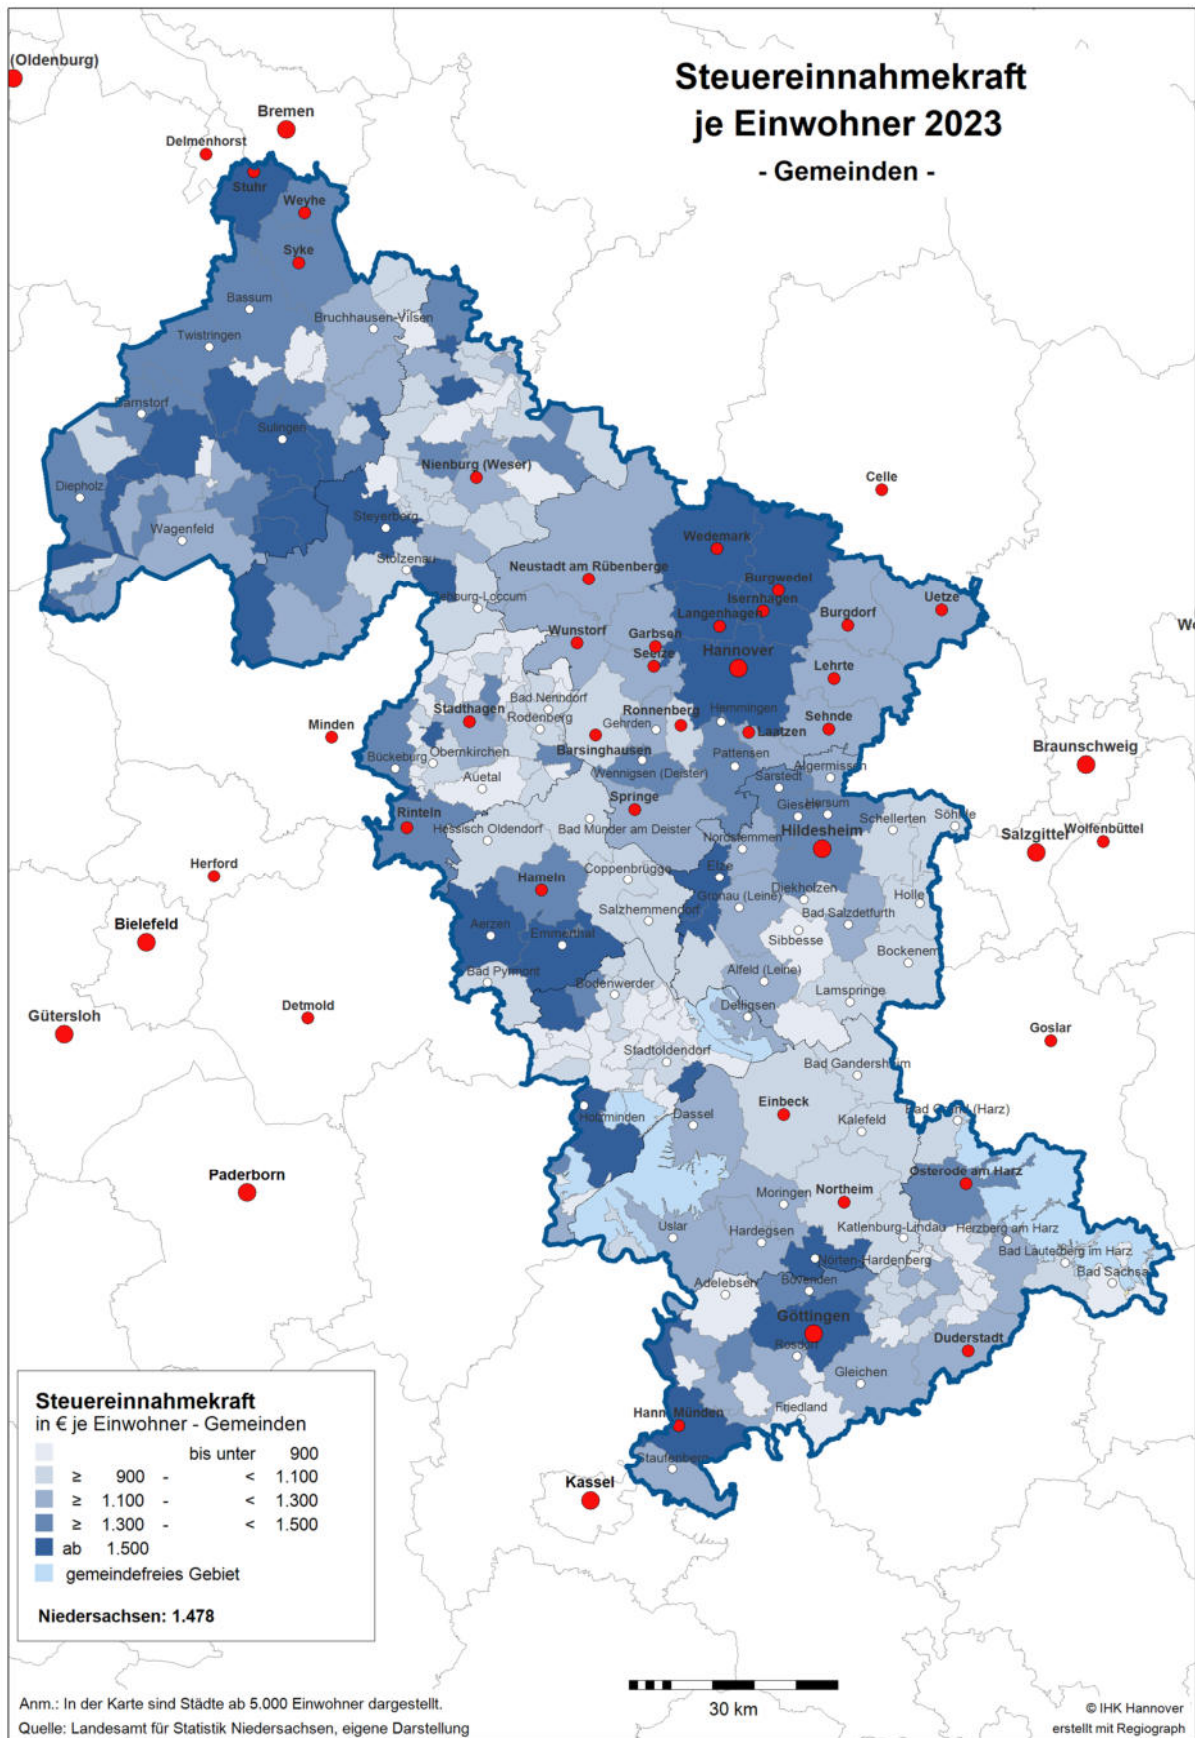 Steuereinnahmekraft
je Einwohner 2023
- Gemeinden -
(Oldenburg)
Bremen
Delmenhorst
Stuhr
Weyhe
Syke
Bassum
Bruchhausen-Vilsen
Twistringen
Barnstorf
Sulingen
Nienburg (Weser)
Celle
Diepholz
Steyerberg
Wagenfeld
Wedemark
Stolzenau
Neustadt am Rübenberge
Burgwedel
Isernhagen
Uetze
Rehburg-Loccum
Langenhagen
Burgdorf
Wunstorf
Garbsen
Seelze
Hannover
Lehrte
Bad Nenndorf
Stadthagen
Rodenberg
Gehrden
Ronnenberg
Hemmingen
Sehnde
Minden
Laatzen
Barsinghausen
Braunschweig
Obernkirchen
Bückeburg
Wennigsen (Deister)
Pattensen
Algermissen
Auetal
Sarstedt
Springe
Giesen
Harsum
Rinteln
Hessisch Oldendorf
Bad Münder am Deister
Nordstemmen
Hildesheim
Schellerten
Söhlde
Salzgitter
Wolfenbüttel
Herford
Hameln
Coppenbrügge
Elze
Gronau (Leine)
Diekholzen
Holle
Bielefeld
Aerzen
Emmerthal
Salzhemmendorf
Bad Salzdetfurth
Sibbesse
Bockenem
Bad Pyrmont
Bodenwerder
Alfeld (Leine)
Lamspringe
Gütersloh
Detmold
Delligsen
Goslar
Stadtoldendorf
Bad Gandersheim
Holzminden
Dassel
Einbeck
Kalefeld
Bad Grund (Harz)
Paderborn
Osterode am Harz
Moringen
Northeim
Uslar
Hardegsen
Katlenburg-Lindau
Herzberg am Harz
Nörten-Hardenberg
Bad Lauterberg im Harz
Adelebsen
Bovenden
Bad Sachsa
Göttingen
Rosdorf
Duderstadt
Gleichen
Hann. Münden
Friedland
Staufenberg
Kassel
Steuereinnahmekraft
in € je Einwohner - Gemeinden
bis unter 900
≥ 900 - < 1.100
≥ 1.100 - < 1.300
≥ 1.300 - < 1.500
ab 1.500
gemeindefreies Gebiet
Niedersachsen: 1.478
30 km
Anm.: In der Karte sind Städte ab 5.000 Einwohner dargestellt.
Quelle: Landesamt für Statistik Niedersachsen, eigene Darstellung
© IHK Hannover
erstellt mit Regiograph